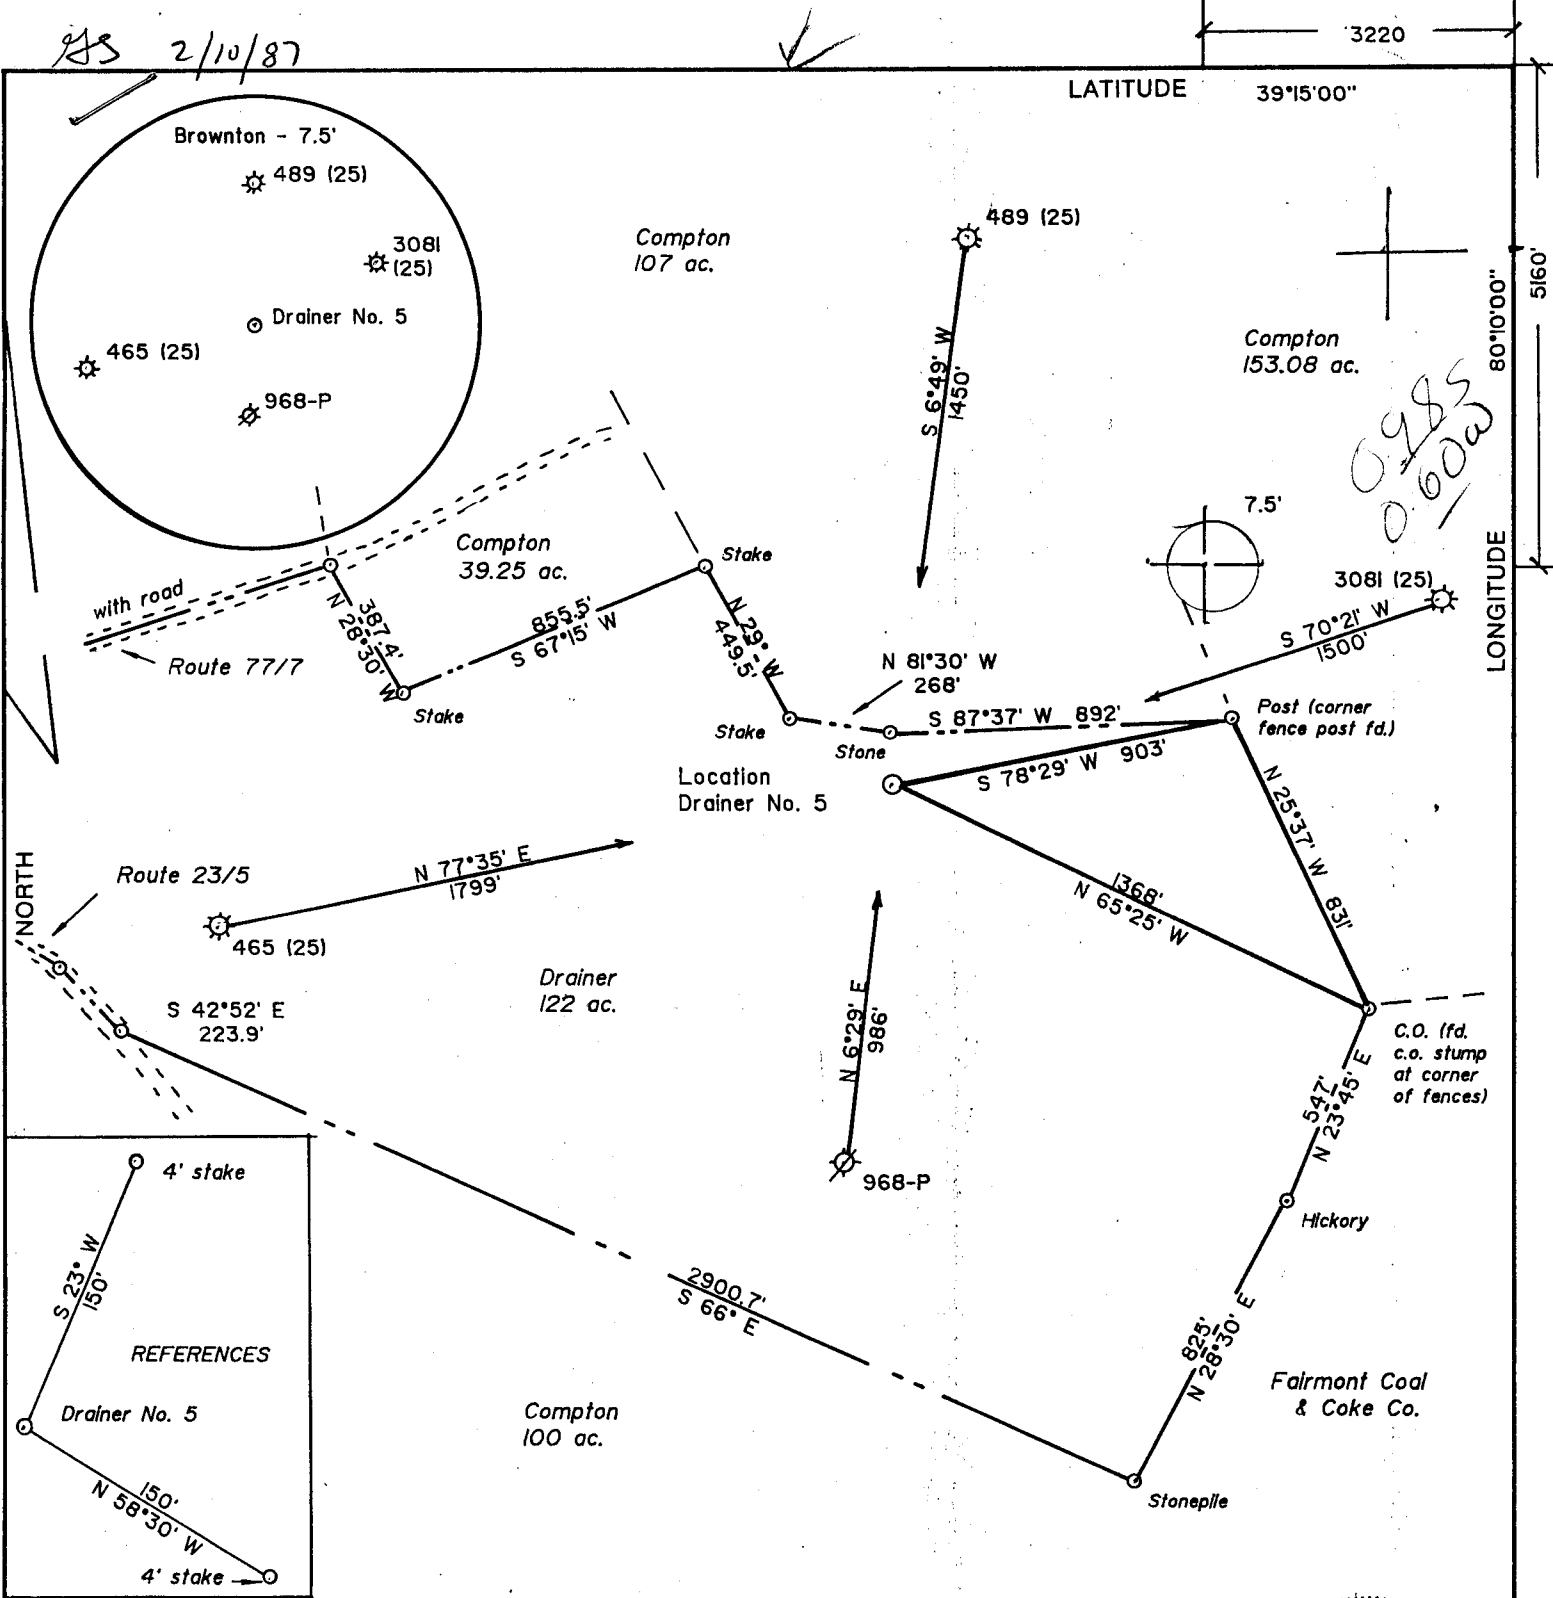 GS 2/10/87
3220
LATITUDE 39°15'00"
5160'
80°10'00"
LONGITUDE
Brownton - 7.5'
489 (25)
3081
(25)
Drainer No. 5
465 (25)
968-P
Compton
107 ac.
489 (25)
S 6°49' W
1450'
Compton
153.08 ac.
0.98s
0.60w
7.5'
3081 (25)
S 70°21' W
1500'
Compton
39.25 ac.
with road
Route 77/7
387.4'
N 28°30' W
Stake
855.5'
S 67°15' W
Stake
N 29° W
449.5'
Stake
N 81°30' W
268'
Stone
S 87°37' W 892'
Post (corner
fence post fd.)
S 78°29' W 903'
Location
Drainer No. 5
N 25°37' W 831'
1368'
N 65°25' W
NORTH
Route 23/5
N 77°35' E
1799'
465 (25)
S 42°52' E
223.9'
Drainer
122 ac.
N 6°29' E
986'
968-P
C.O. (fd.
c.o. stump
at corner
of fences)
547'
N 23°45' E
Hickory
825'
N 28°30' E
Stonepile
2900.7'
S 66° E
Fairmont Coal
& Coke Co.
Compton
100 ac.
4' stake
S 23° W
150'
REFERENCES
Drainer No. 5
150'
N 58°30' W
4' stake